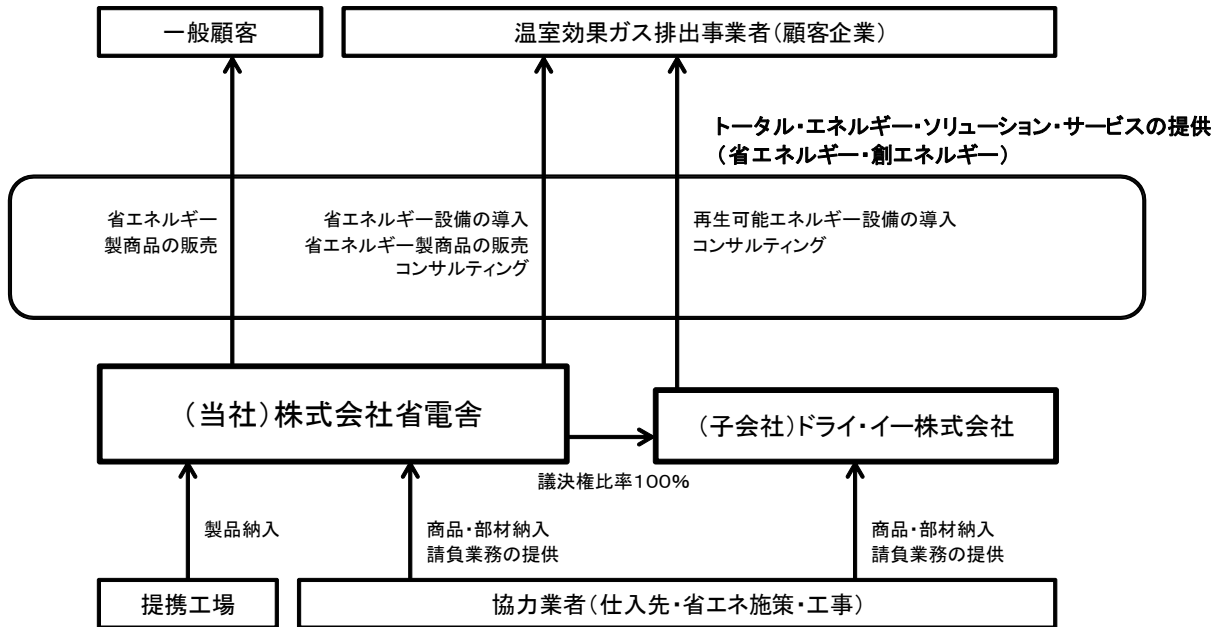 一般顧客
温室効果ガス排出事業者(顧客企業)
トータル・エネルギー・ソリューション・サービスの提供
(省エネルギー・創エネルギー)
省エネルギー
製商品の販売
省エネルギー設備の導入
省エネルギー製商品の販売
コンサルティング
再生可能エネルギー設備の導入
コンサルティング
(当社)株式会社省電舎
(子会社)ドライ・イー株式会社
議決権比率100%
製品納入
商品・部材納入
請負業務の提供
商品・部材納入
請負業務の提供
提携工場
協力業者(仕入先・省エネ施策・工事)